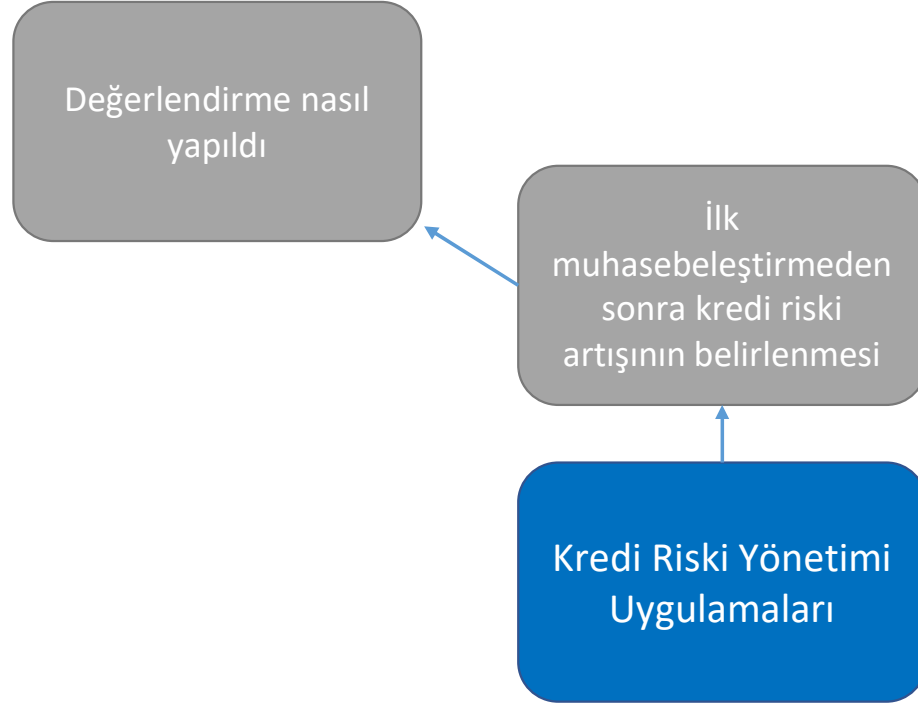 Değerlendirme nasıl
yapıldı
İlk
muhasebeleştirmeden
sonra kredi riski
artışının belirlenmesi
Kredi Riski Yönetimi
Uygulamaları